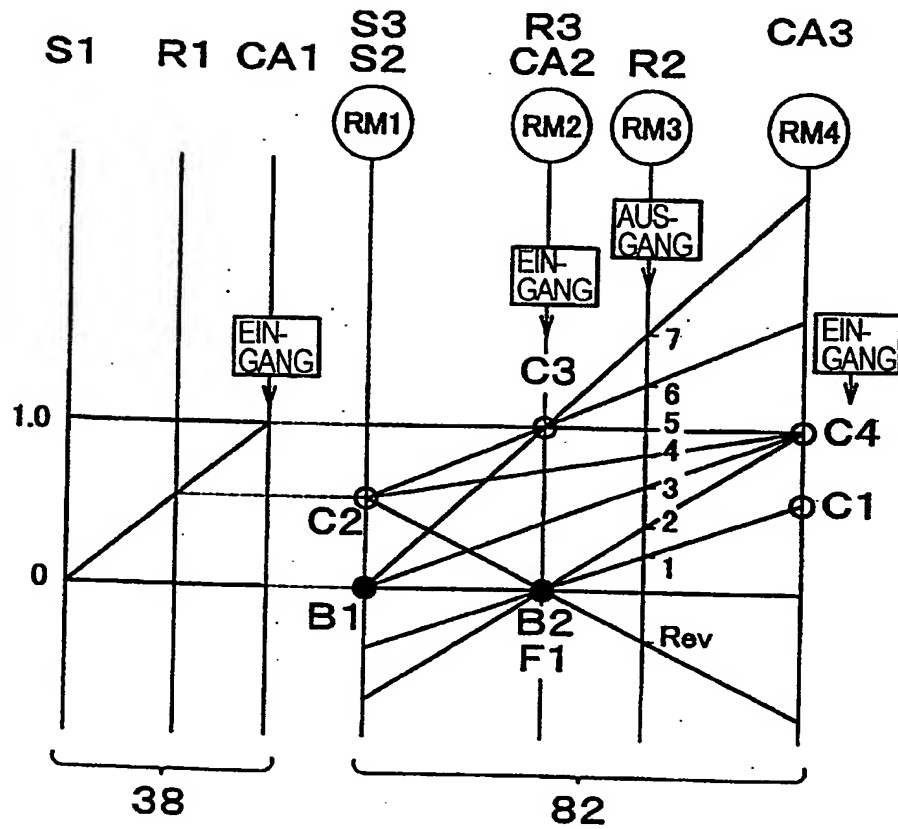 S1 R1 CA1
S3
S2
R3
CA2
R2
CA3
RM1
RM2
RM3
RM4
AUS-
GANG
EIN-
GANG
EIN-
GANG
EIN-
GANG
7
6
C3
1.0
5
4
C4
3
C2
2
C1
1
0
B1
B2
F1
Rev
38
82